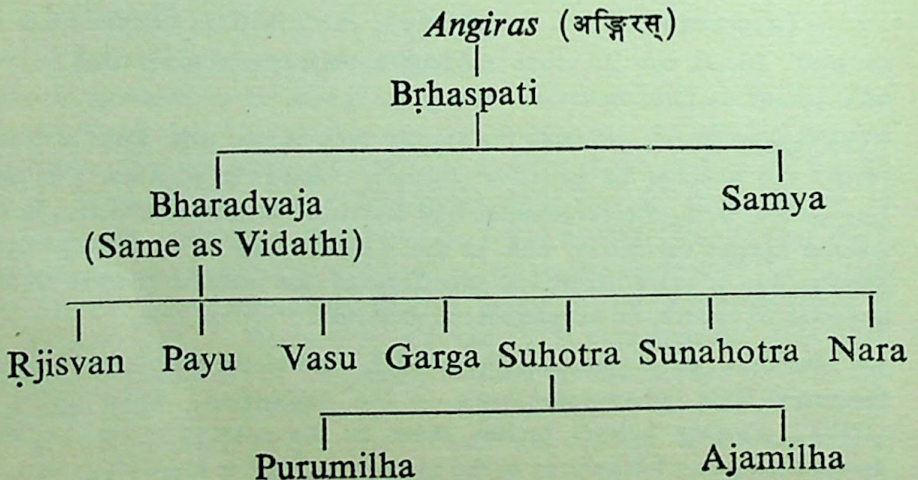 Angiras (अङ्गिरस्)
Bṛhaspati
Bharadvaja
Samya
(Same as Vidathi)
Ṛjisvan Payu Vasu Garga Suhotra Sunahotra Nara
Purumilha
Ajamilha